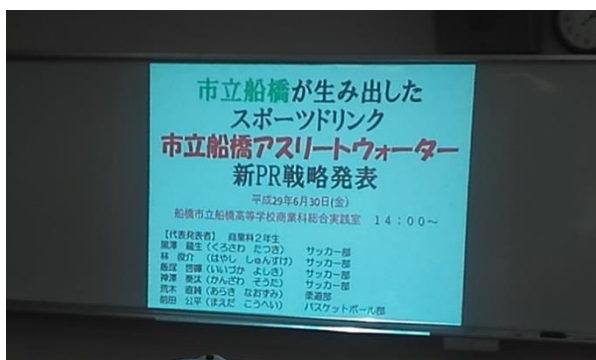 市立船橋が生み出した
スポーツドリンク
市立船橋アスリートウォーター
新PR戦略発表
平成29年6月30日(金)
船橋市立船橋高等学校商業科総合実践室 14:00～
【代表発表者】 商業科2年生
黒澤 龍生（くろさわ たつき） サッカー部
林 良介（はやし しゅんすけ） サッカー部
飯塚 （いいづか よしき） サッカー部
神澤 奏汰（かんざわ そうた） サッカー部
荒木 直純（あらき なおずみ） 柔道部
前田 公平（まえだ こうへい） バスケットボール部